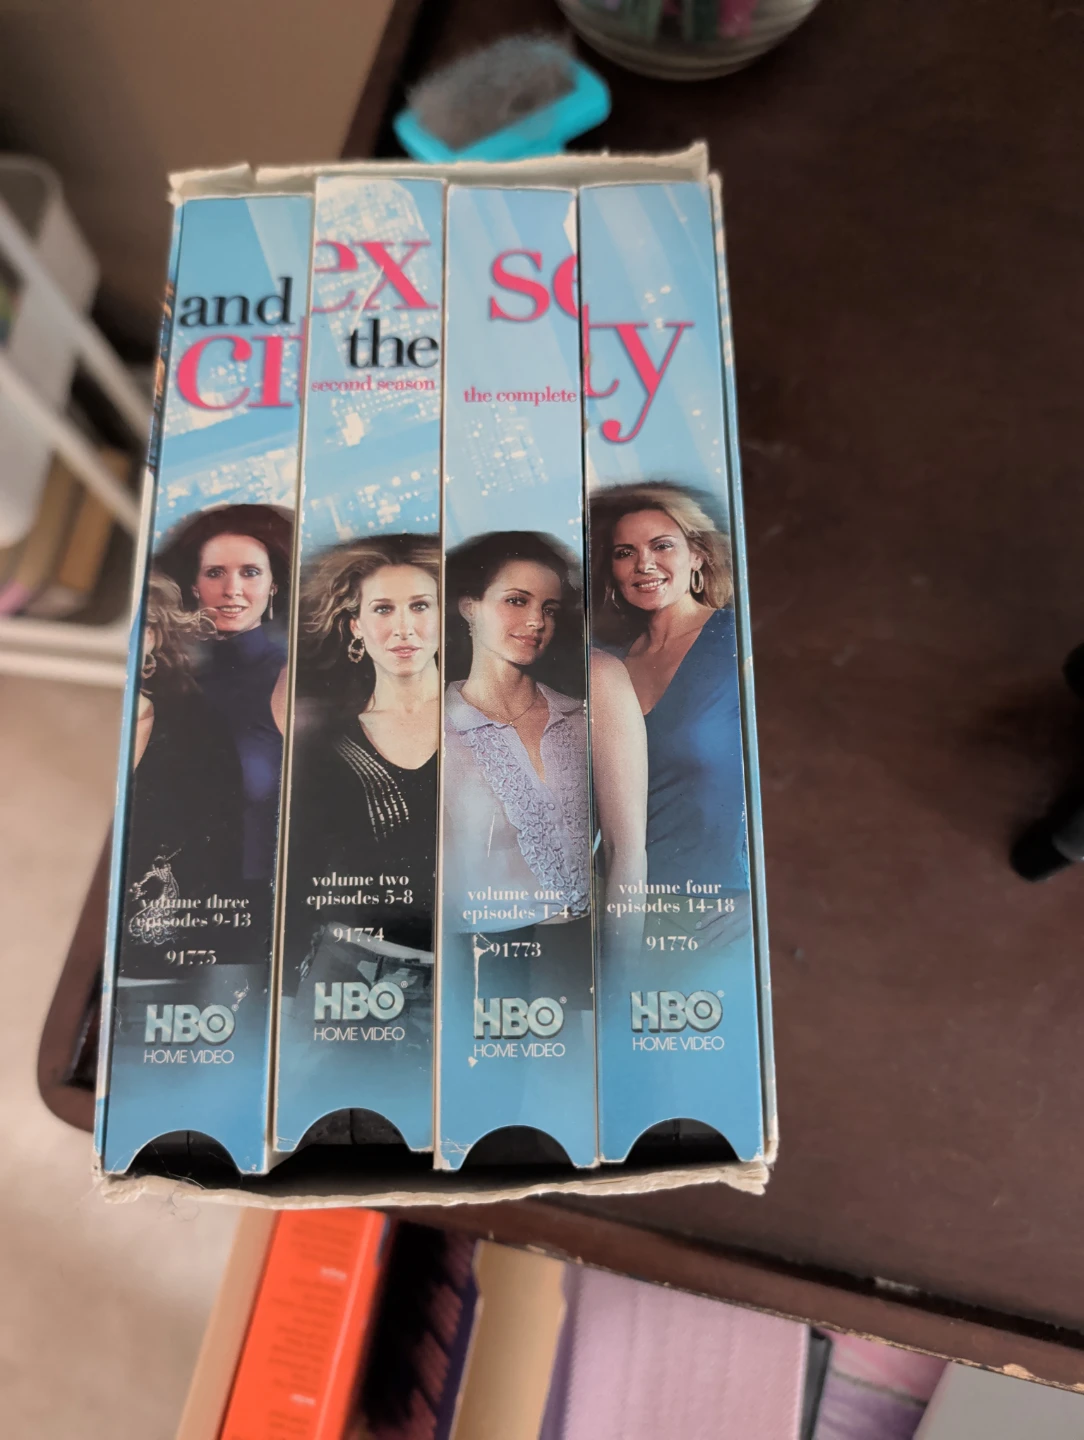 and
cit
volume three
episodes 9-13
91775
HBO®
HOME VIDEO
ex
the
second season
volume two
episodes 5-8
91774
HBO®
HOME VIDEO
s
the complete
volume one
episodes 1-4
91773
HBO®
HOME VIDEO
ty
volume four
episodes 14-18
91776
HBO®
HOME VIDEO